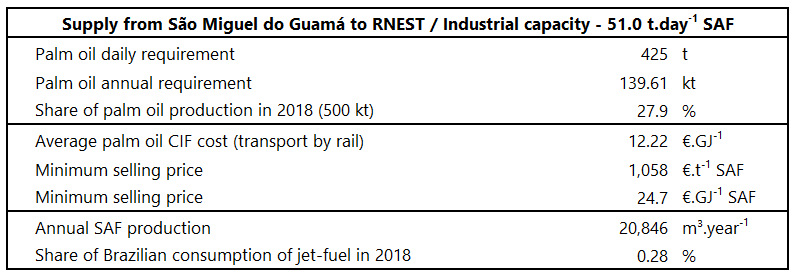 Supply from São Miguel do Guamá to RNEST / Industrial capacity - 51.0 t.day⁻¹ SAF
Palm oil daily requirement 425 t
Palm oil annual requirement 139.61 kt
Share of palm oil production in 2018 (500 kt) 27.9 %
Average palm oil CIF cost (transport by rail) 12.22 €.GJ⁻¹
Minimum selling price 1,058 €.t⁻¹ SAF
Minimum selling price 24.7 €.GJ⁻¹ SAF
Annual SAF production 20,846 m³.year⁻¹
Share of Brazilian consumption of jet-fuel in 2018 0.28 %